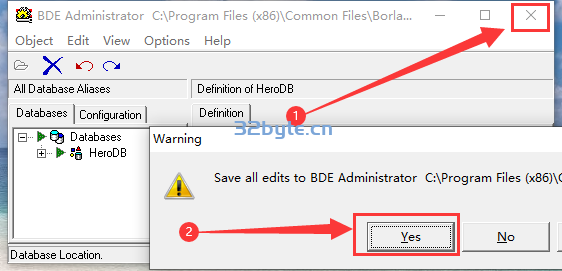 BDE Administrator C:\Program Files (x86)\Common Files\Borla...
Object Edit View Options Help
All Database Aliases
Definition of HeroDB
Databases
Configuration
Definition
1
32byte.cn
Databases
HeroDB
Warning
Save all edits to BDE Administrator C:\Program Files (x86)\C
2
Yes
No
Database Location.